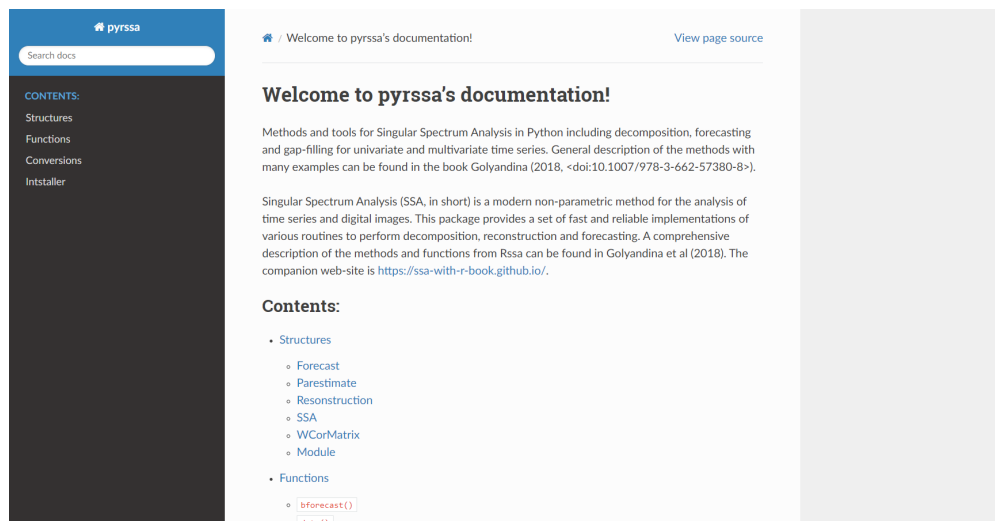 pyrssa
Search docs
CONTENTS:
Structures
Functions
Conversions
Intstaller
/ Welcome to pyrssa's documentation!
View page source
Welcome to pyrssa's documentation!
Methods and tools for Singular Spectrum Analysis in Python including decomposition, forecasting
and gap-filling for univariate and multivariate time series. General description of the methods with
many examples can be found in the book Golyandina (2018, <doi:10.1007/978-3-662-57380-8>).
Singular Spectrum Analysis (SSA, in short) is a modern non-parametric method for the analysis of
time series and digital images. This package provides a set of fast and reliable implementations of
various routines to perform decomposition, reconstruction and forecasting. A comprehensive
description of the methods and functions from Rssa can be found in Golyandina et al (2018). The
companion web-site is https://ssa-with-r-book.github.io/.
Contents:
• Structures
◦ Forecast
◦ Parestimate
◦ Resonstruction
◦ SSA
◦ WCorMatrix
◦ Module
• Functions
◦ bforecast()